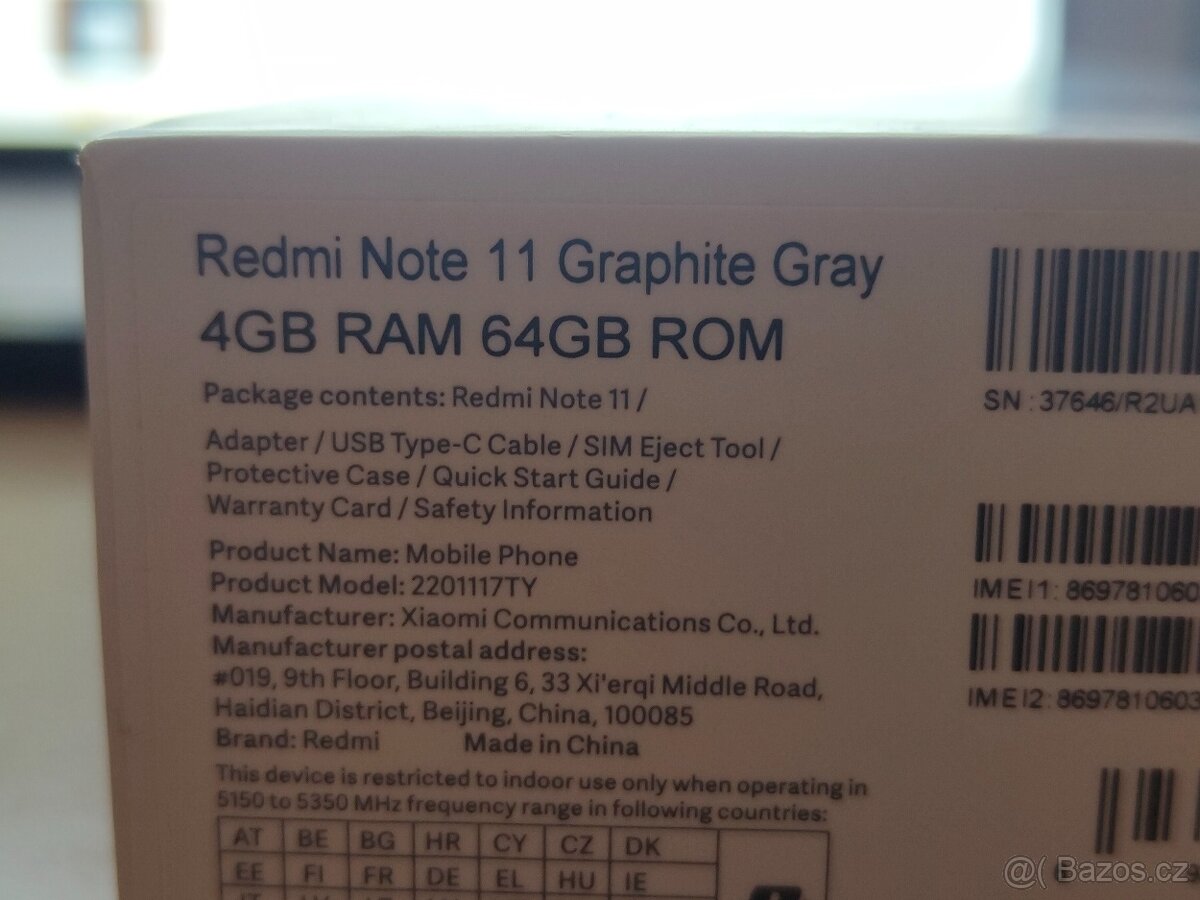 Redmi Note 11 Graphite Gray
4GB RAM 64GB ROM
Package contents: Redmi Note 11 /
Adapter / USB Type-C Cable / SIM Eject Tool /
Protective Case / Quick Start Guide /
Warranty Card / Safety Information
Product Name: Mobile Phone
Product Model: 2201117TY
Manufacturer: Xiaomi Communications Co., Ltd.
Manufacturer postal address:
#019, 9th Floor, Building 6, 33 Xi'erqi Middle Road,
Haidian District, Beijing, China, 100085
Brand: Redmi Made in China
This device is restricted to indoor use only when operating in
5150 to 5350 MHz frequency range in following countries:
AT BE BG HR CY CZ DK
EE FI FR DE EL HU IE
SN : 37646/R2UA
IMEI1: 869781060
IMEI2: 8697810603
@( Bazos.cz